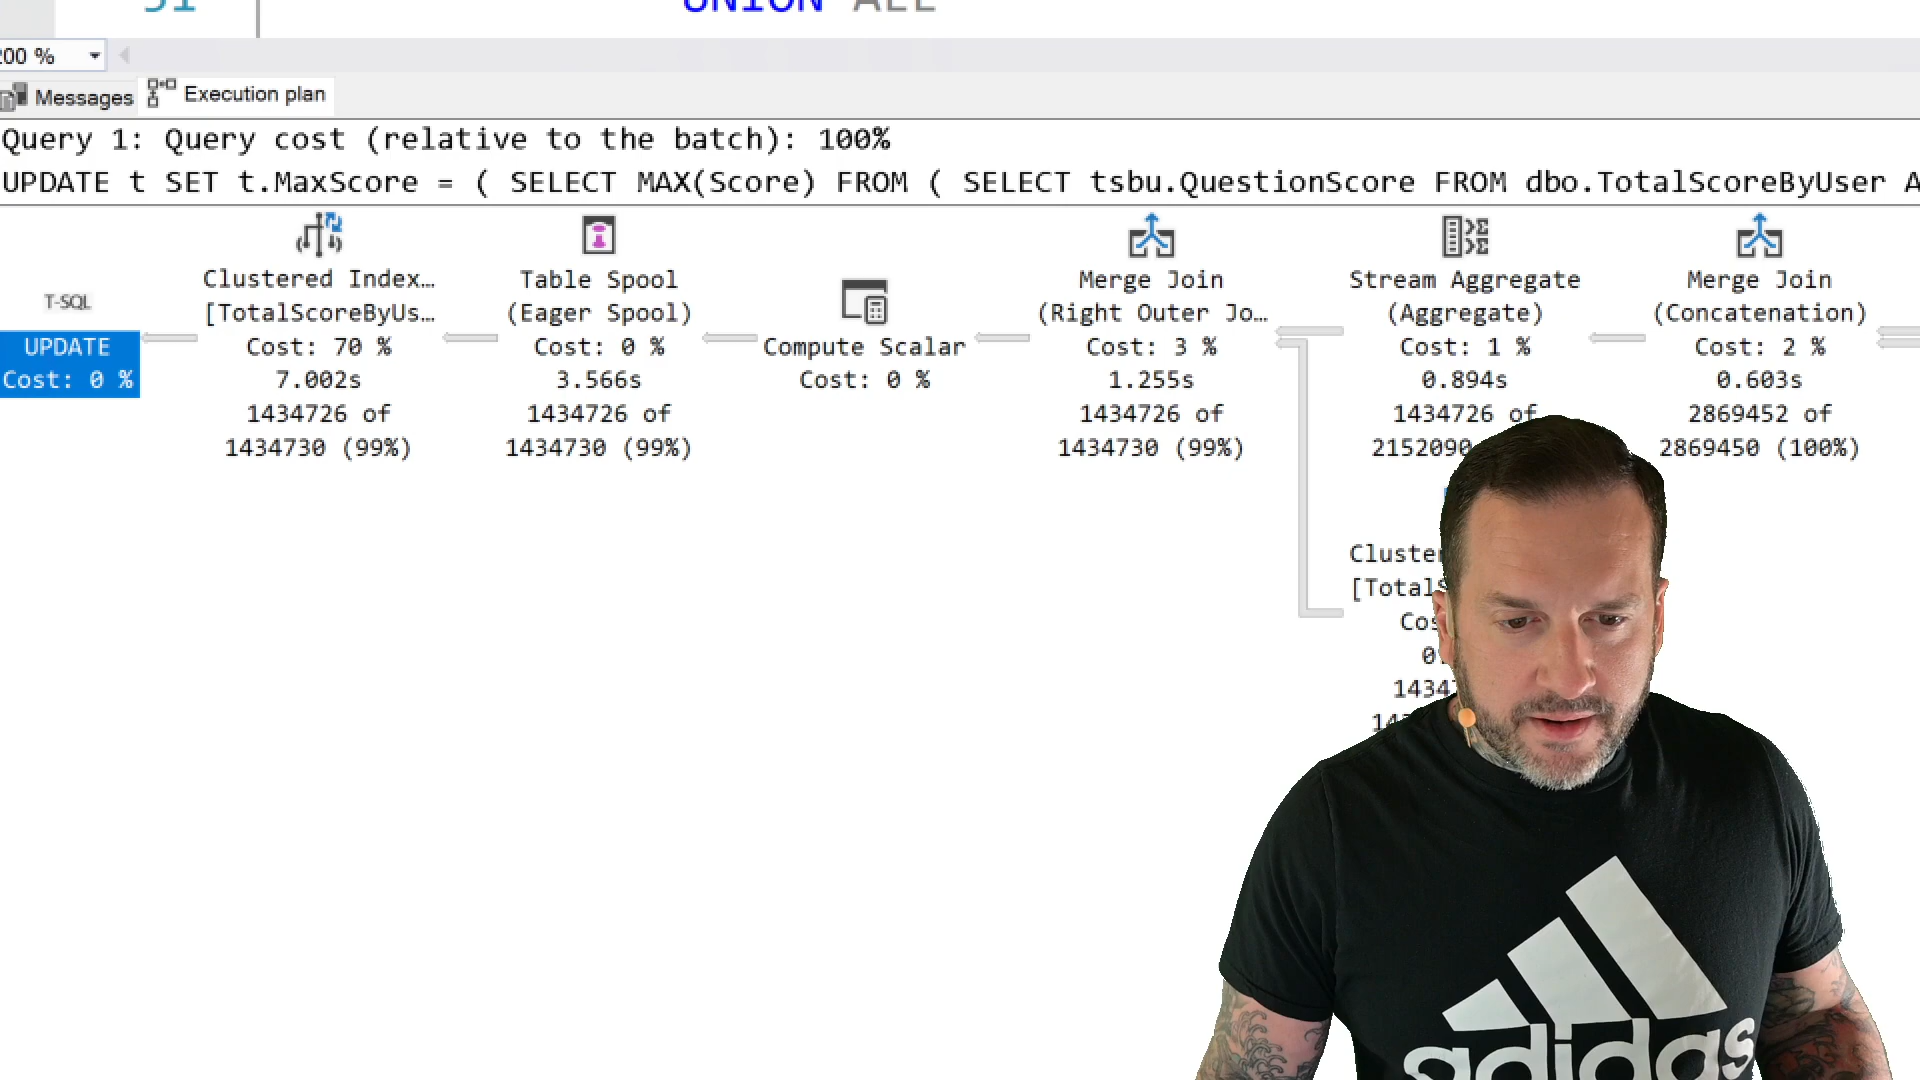 UNION ALL
Messages
Execution plan
Query 1: Query cost (relative to the batch): 100%
UPDATE t SET t.MaxScore = ( SELECT MAX(Score) FROM ( SELECT tsbu.QuestionScore FROM dbo.TotalScoreByUser A
T-SQL
UPDATE
Cost: 0 %
Clustered Index…
[TotalScoreByUs…
Cost: 70 %
7.002s
1434726 of
1434730 (99%)
Table Spool
(Eager Spool)
Cost: 0 %
3.566s
1434726 of
1434730 (99%)
Compute Scalar
Cost: 0 %
Merge Join
(Right Outer Jo…
Cost: 3 %
1.255s
1434726 of
1434730 (99%)
Stream Aggregate
(Aggregate)
Cost: 1 %
0.894s
1434726 of
2152090
Merge Join
(Concatenation)
Cost: 2 %
0.603s
2869452 of
2869450 (100%)
adidas